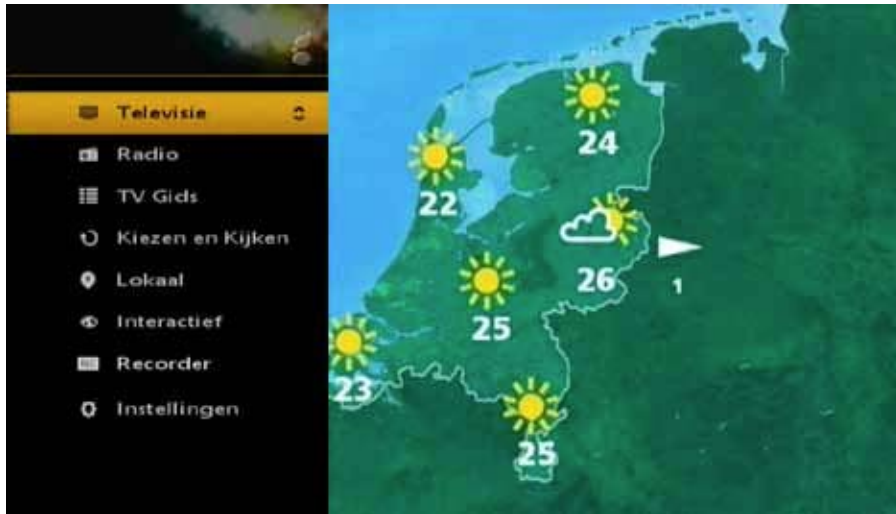 Televisie
Radio
TV Gids
Kiezen en Kijken
Lokaal
Interactief
Recorder
Instellingen
24
22
26
1
25
23
25